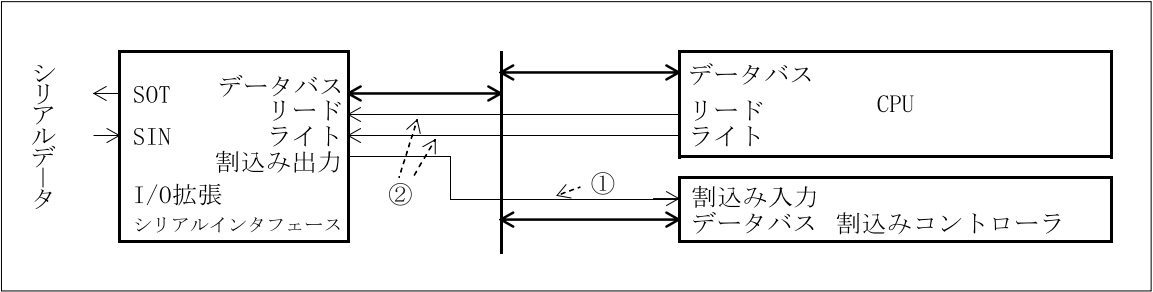 シリアルデータ
SOT
SIN
データバス
リード
ライト
割込み出力
I/O拡張
シリアルインタフェース
②
①
データバス
リード
ライト
CPU
割込み入力
データバス 割込みコントローラ